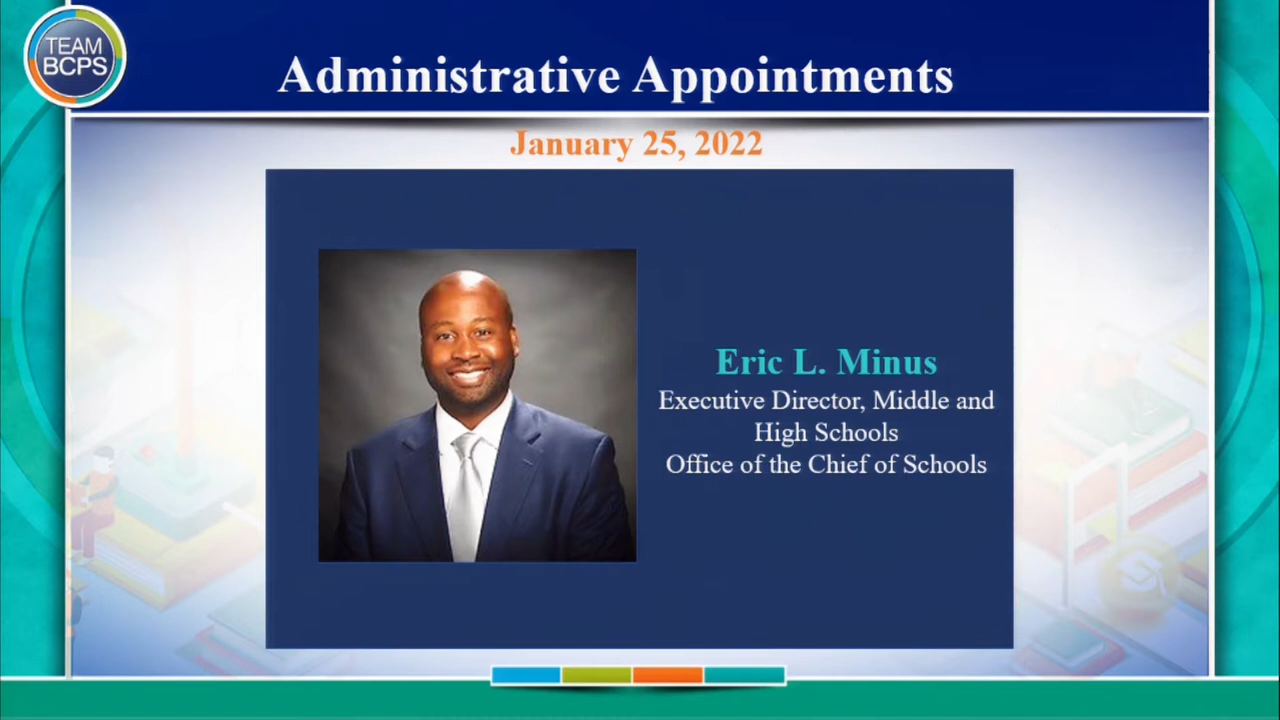 TEAM
BCPS
Administrative Appointments
January 25, 2022
Eric L. Minus
Executive Director, Middle and
High Schools
Office of the Chief of Schools